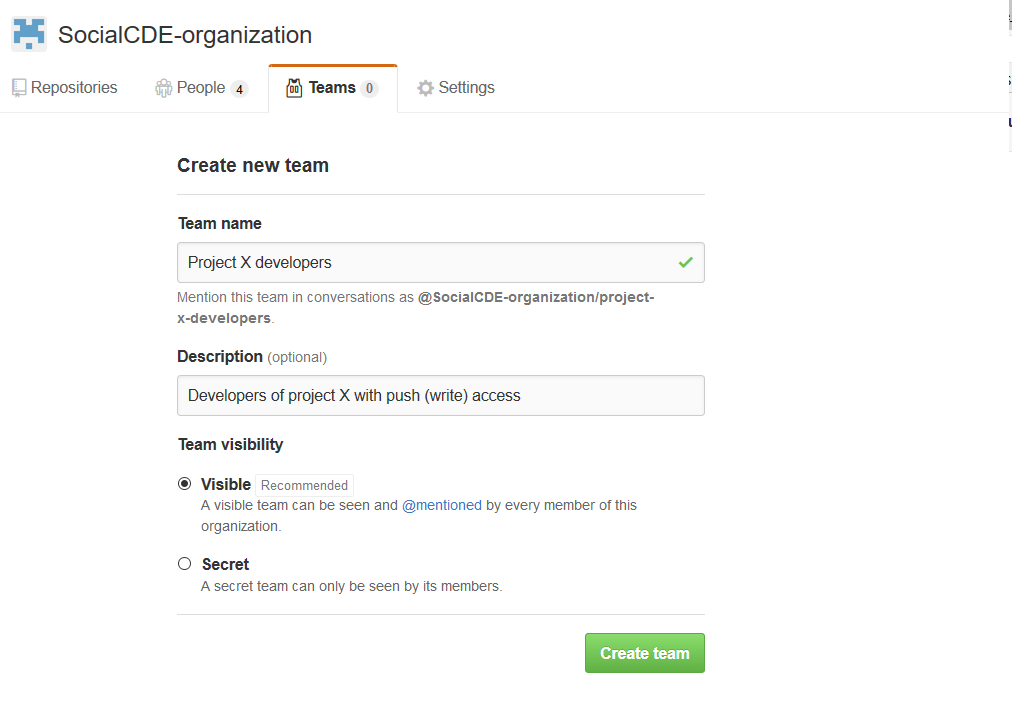 SocialCDE-organization
Repositories People 4 Teams 0 Settings
Create new team
Team name
Project X developers
Mention this team in conversations as @SocialCDE-organization/project-
x-developers.
Description (optional)
Developers of project X with push (write) access
Team visibility
Visible Recommended
A visible team can be seen and @mentioned by every member of this
organization.
Secret
A secret team can only be seen by its members.
Create team